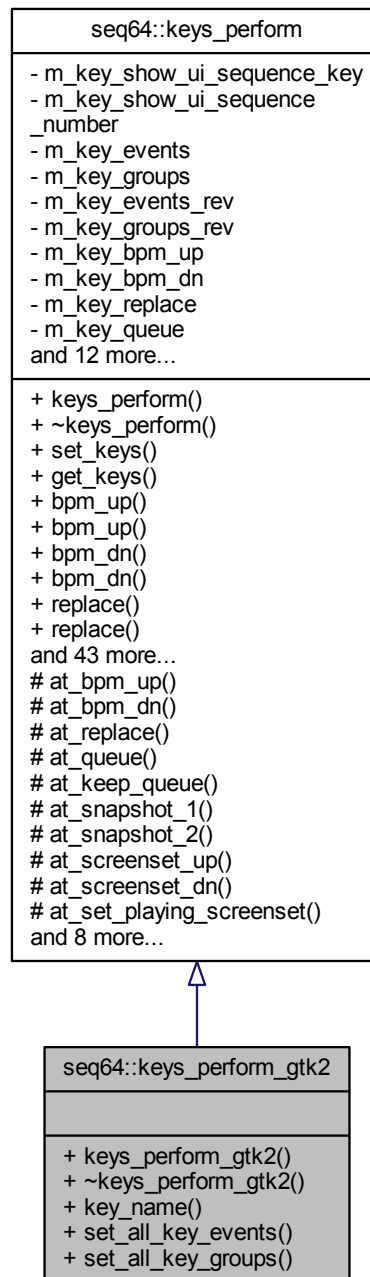 seq64::keys_perform
- m_key_show_ui_sequence_key
- m_key_show_ui_sequence
_number
- m_key_events
- m_key_groups
- m_key_events_rev
- m_key_groups_rev
- m_key_bpm_up
- m_key_bpm_dn
- m_key_replace
- m_key_queue
and 12 more...
+ keys_perform()
+ ~keys_perform()
+ set_keys()
+ get_keys()
+ bpm_up()
+ bpm_up()
+ bpm_dn()
+ bpm_dn()
+ replace()
+ replace()
and 43 more...
# at_bpm_up()
# at_bpm_dn()
# at_replace()
# at_queue()
# at_keep_queue()
# at_snapshot_1()
# at_snapshot_2()
# at_screenset_up()
# at_screenset_dn()
# at_set_playing_screenset()
and 8 more...
seq64::keys_perform_gtk2
+ keys_perform_gtk2()
+ ~keys_perform_gtk2()
+ key_name()
+ set_all_key_events()
+ set_all_key_groups()